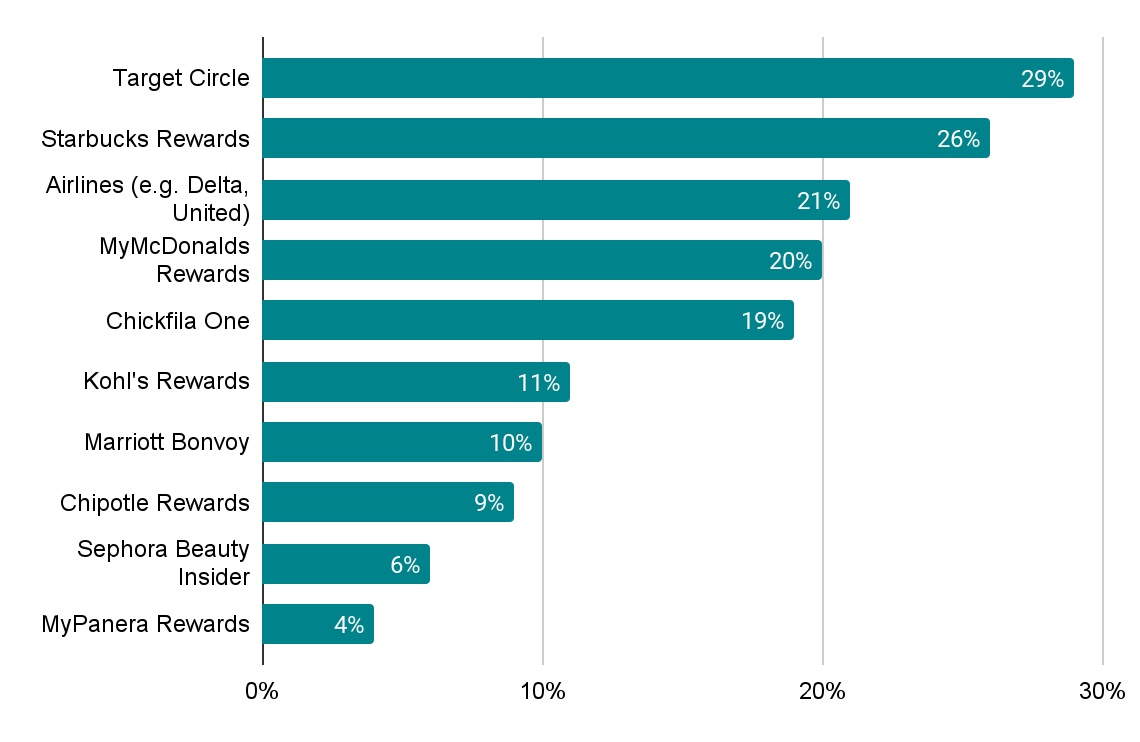 Target Circle
29%
Starbucks Rewards
26%
Airlines (e.g. Delta,
United)
21%
MyMcDonalds
Rewards
20%
Chickfila One
19%
Kohl's Rewards
11%
Marriott Bonvoy
10%
Chipotle Rewards
9%
Sephora Beauty
Insider
6%
MyPanera Rewards
4%
0%
10%
20%
30%